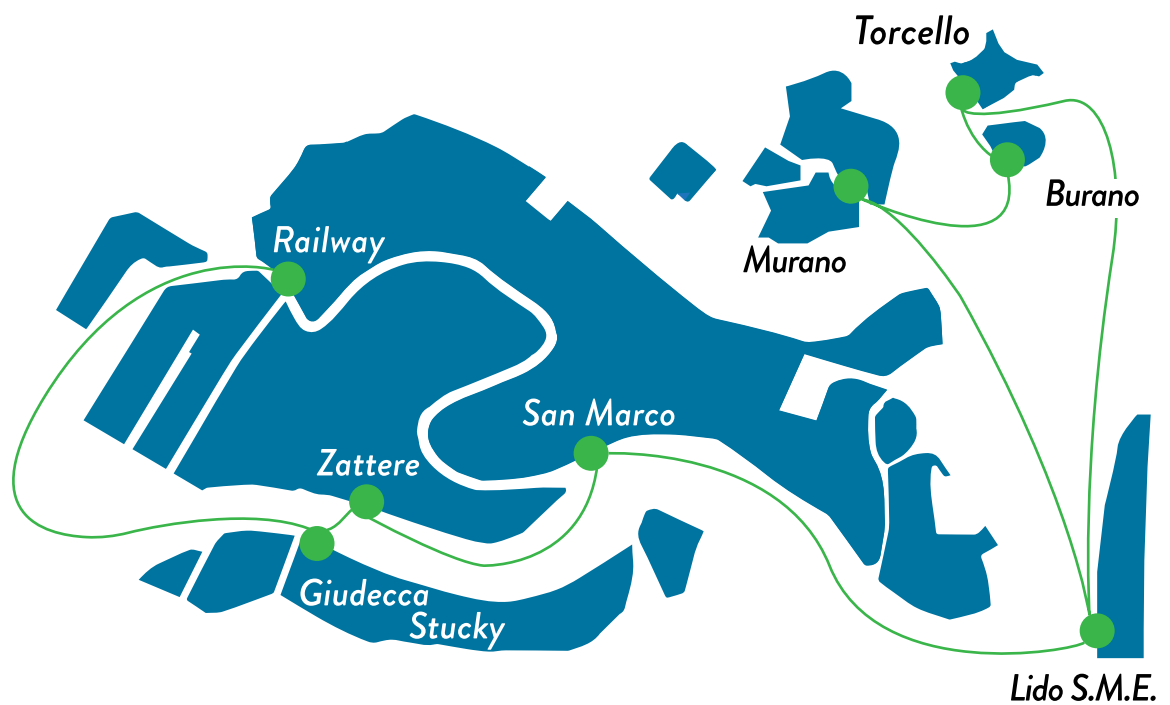 Torcello
Burano
Railway
Murano
San Marco
Zattere
Giudecca
Stucky
Lido S.M.E.